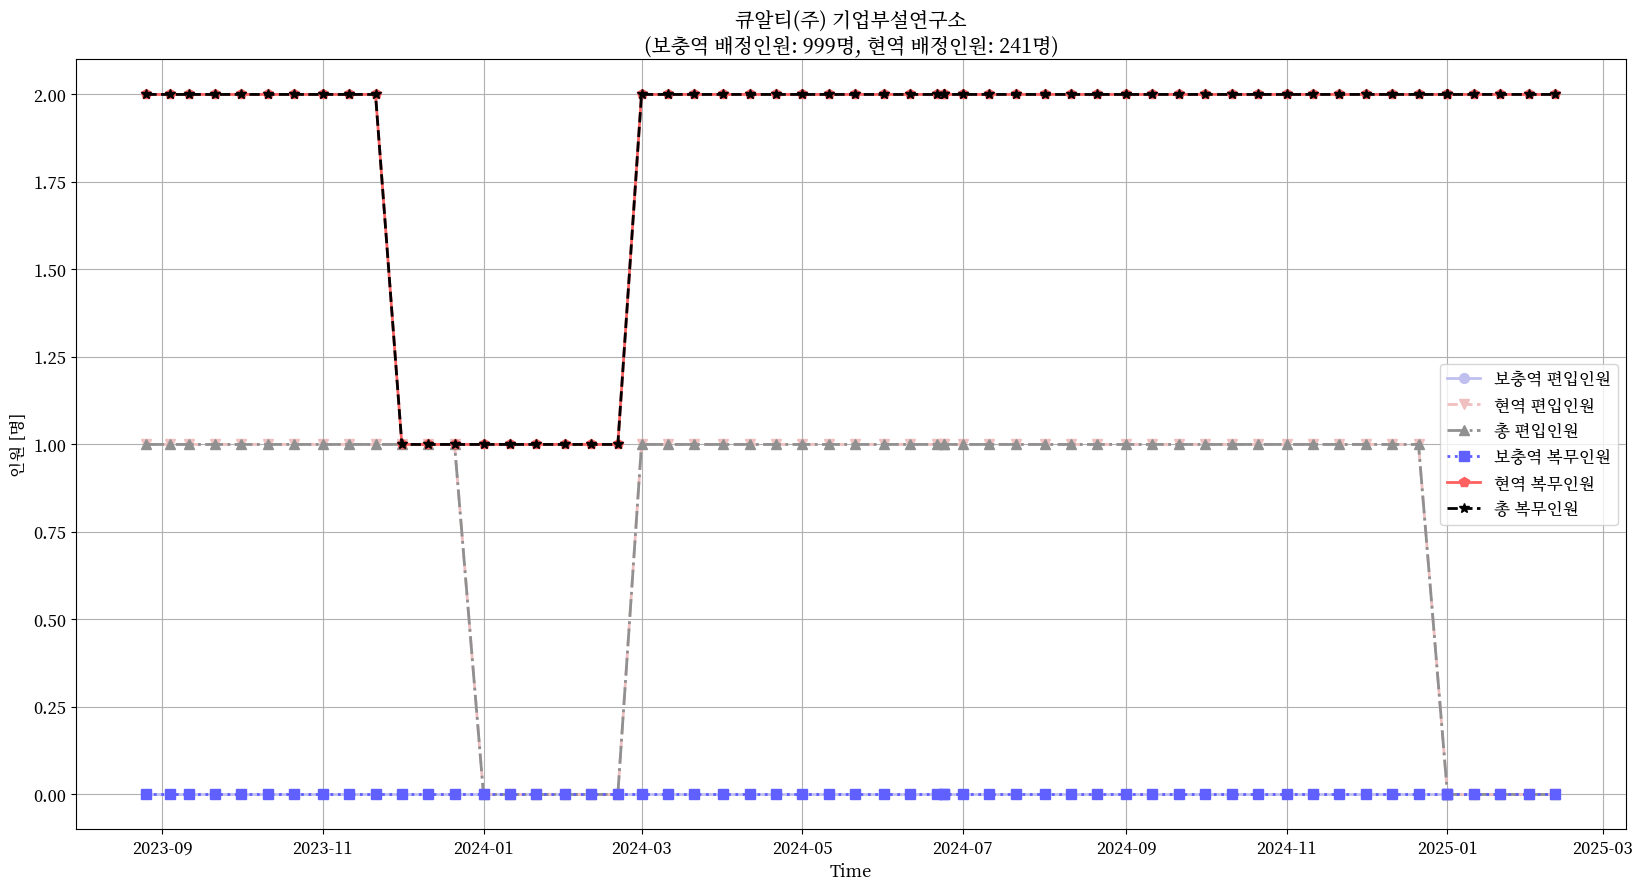 큐알티(주) 기업부설연구소
(보충역 배정인원: 999명, 현역 배정인원: 241명)
인원 [명]
2.00
1.75
1.50
1.25
1.00
0.75
0.50
0.25
0.00
보충역 편입인원
현역 편입인원
총 편입인원
보충역 복무인원
현역 복무인원
총 복무인원
2023-09
2023-11
2024-01
2024-03
2024-05
2024-07
2024-09
2024-11
2025-01
2025-03
Time